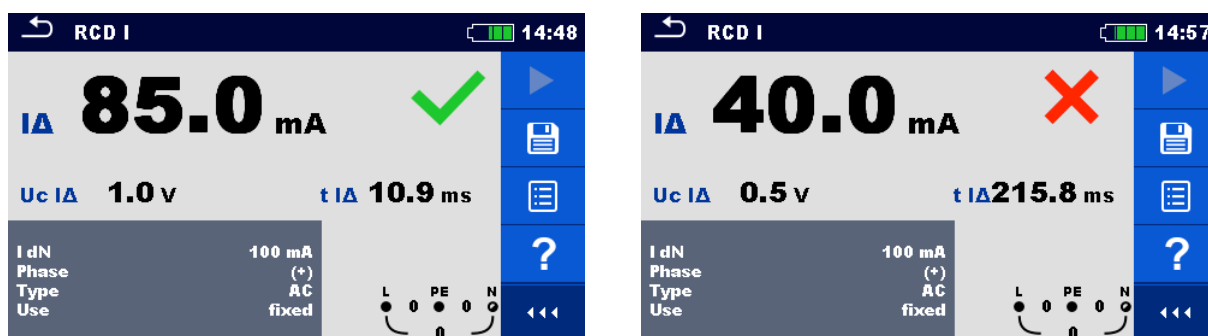 RCD I 14:48
IΔ 85.0 mA
Uc IΔ 1.0 V t IΔ 10.9 ms
I dN 100 mA
Phase (+)
Type AC
Use fixed
L PE N
0 0
0
?
RCD I 14:57
IΔ 40.0 mA
Uc IΔ 0.5 V t IΔ 215.8 ms
I dN 100 mA
Phase (+)
Type AC
Use fixed
L PE N
0 0
0
?